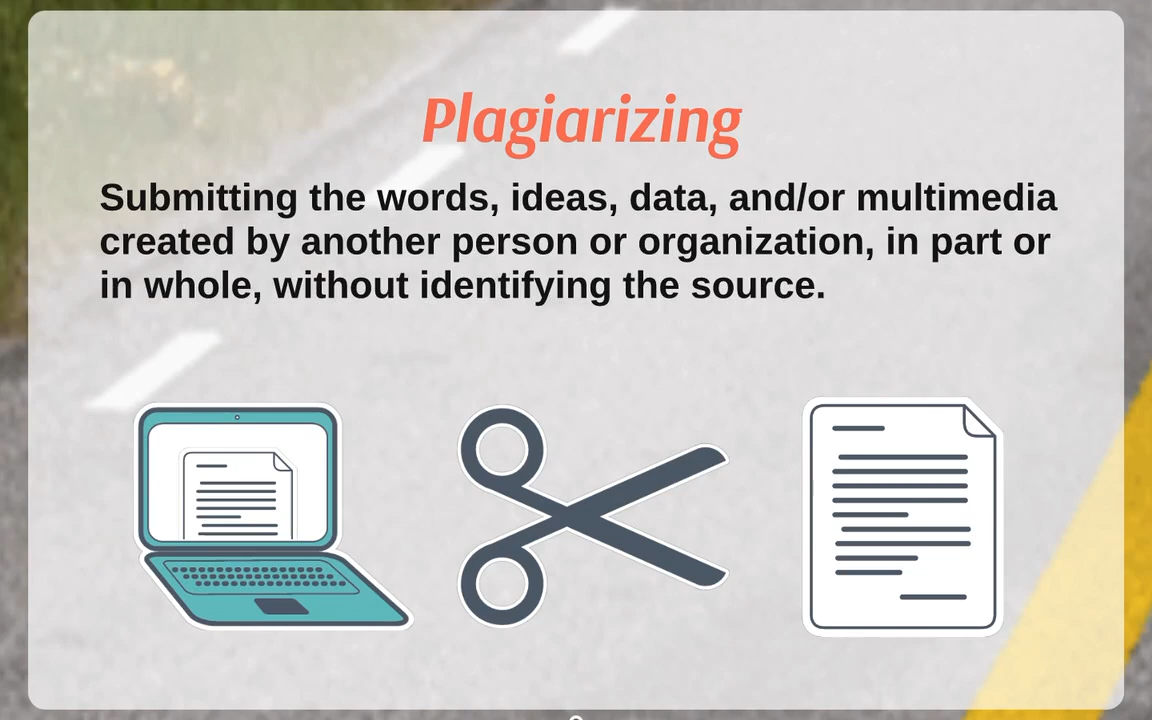 Plagiarizing
Submitting the words, ideas, data, and/or multimedia
created by another person or organization, in part or
in whole, without identifying the source.